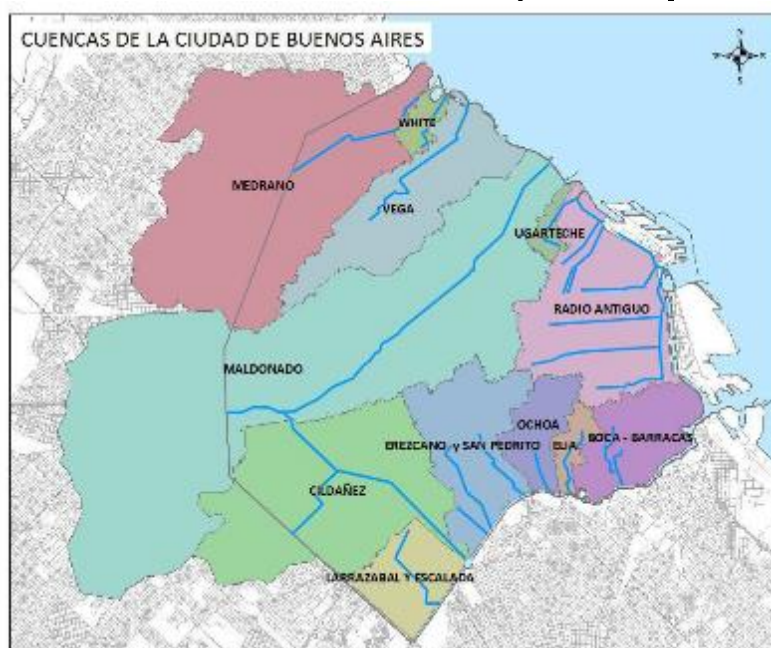 CUENCAS DE LA CIUDAD DE BUENOS AIRES
WHITE
MEDRANO
VEGA
UGARTECHE
RADIO ANTIGUO
MALDONADO
OCHOA
EREZCANO y SAN PEDRITO
ELIA
BOCA - BARRACAS
CILDAÑEZ
LARRAZABAL Y ESCALADA